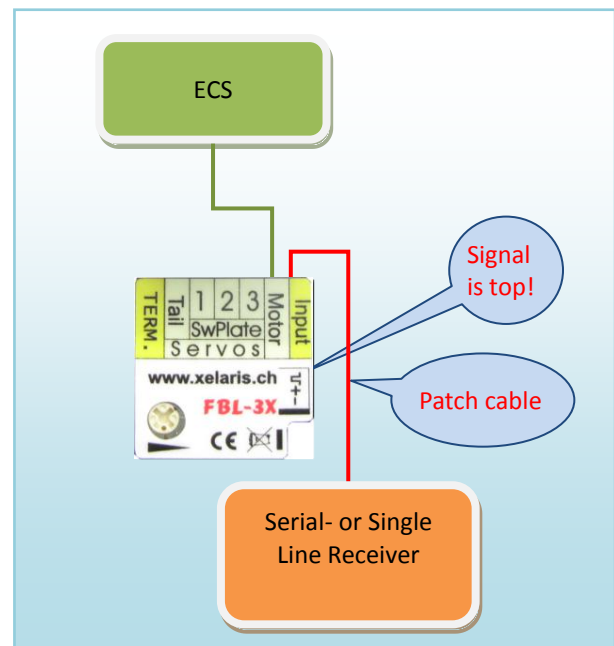 ECS
Signal
is top!
TERM.
Tail
1 2 3
Motor
Input
SwPlate
Servos
www.xelaris.ch
+-
FBL-3X
CE
Patch cable
Serial- or Single
Line Receiver